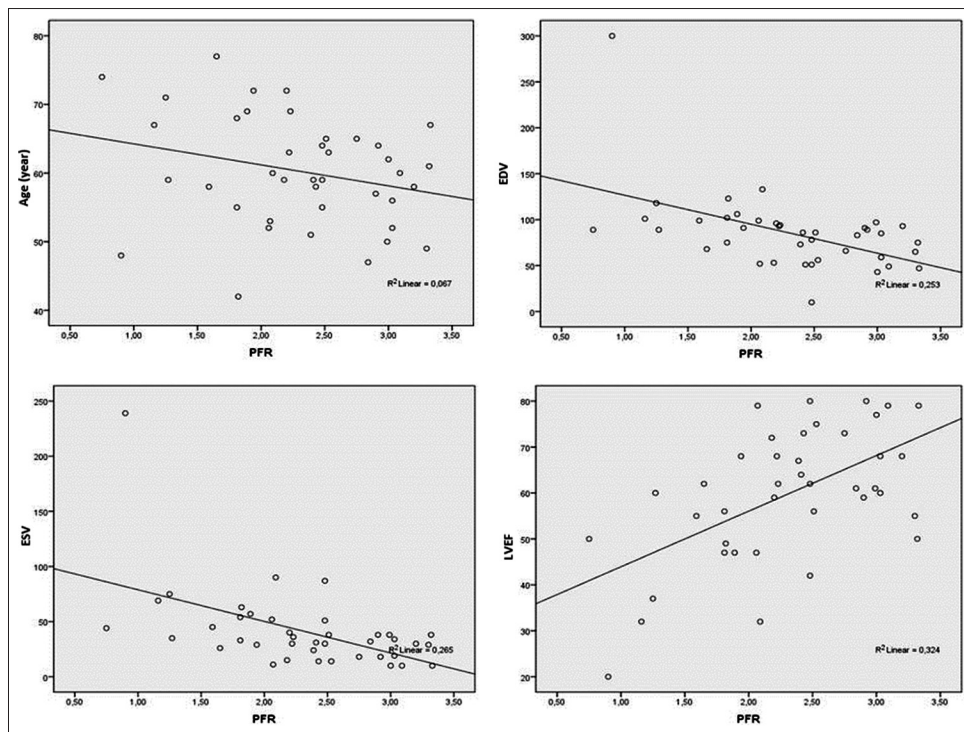 80
70
60
50
40
Age (year)
R² Linear = 0,067
0,50 1,00 1,50 2,00 2,50 3,00 3,50
PFR
300
250
200
150
100
50
0
EDV
R² Linear = 0,253
0,50 1,00 1,50 2,00 2,50 3,00 3,50
PFR
250
200
150
100
50
0
ESV
R² Linear = 0,265
0,50 1,00 1,50 2,00 2,50 3,00 3,50
PFR
80
70
60
50
40
30
20
LVEF
R² Linear = 0,324
0,50 1,00 1,50 2,00 2,50 3,00 3,50
PFR